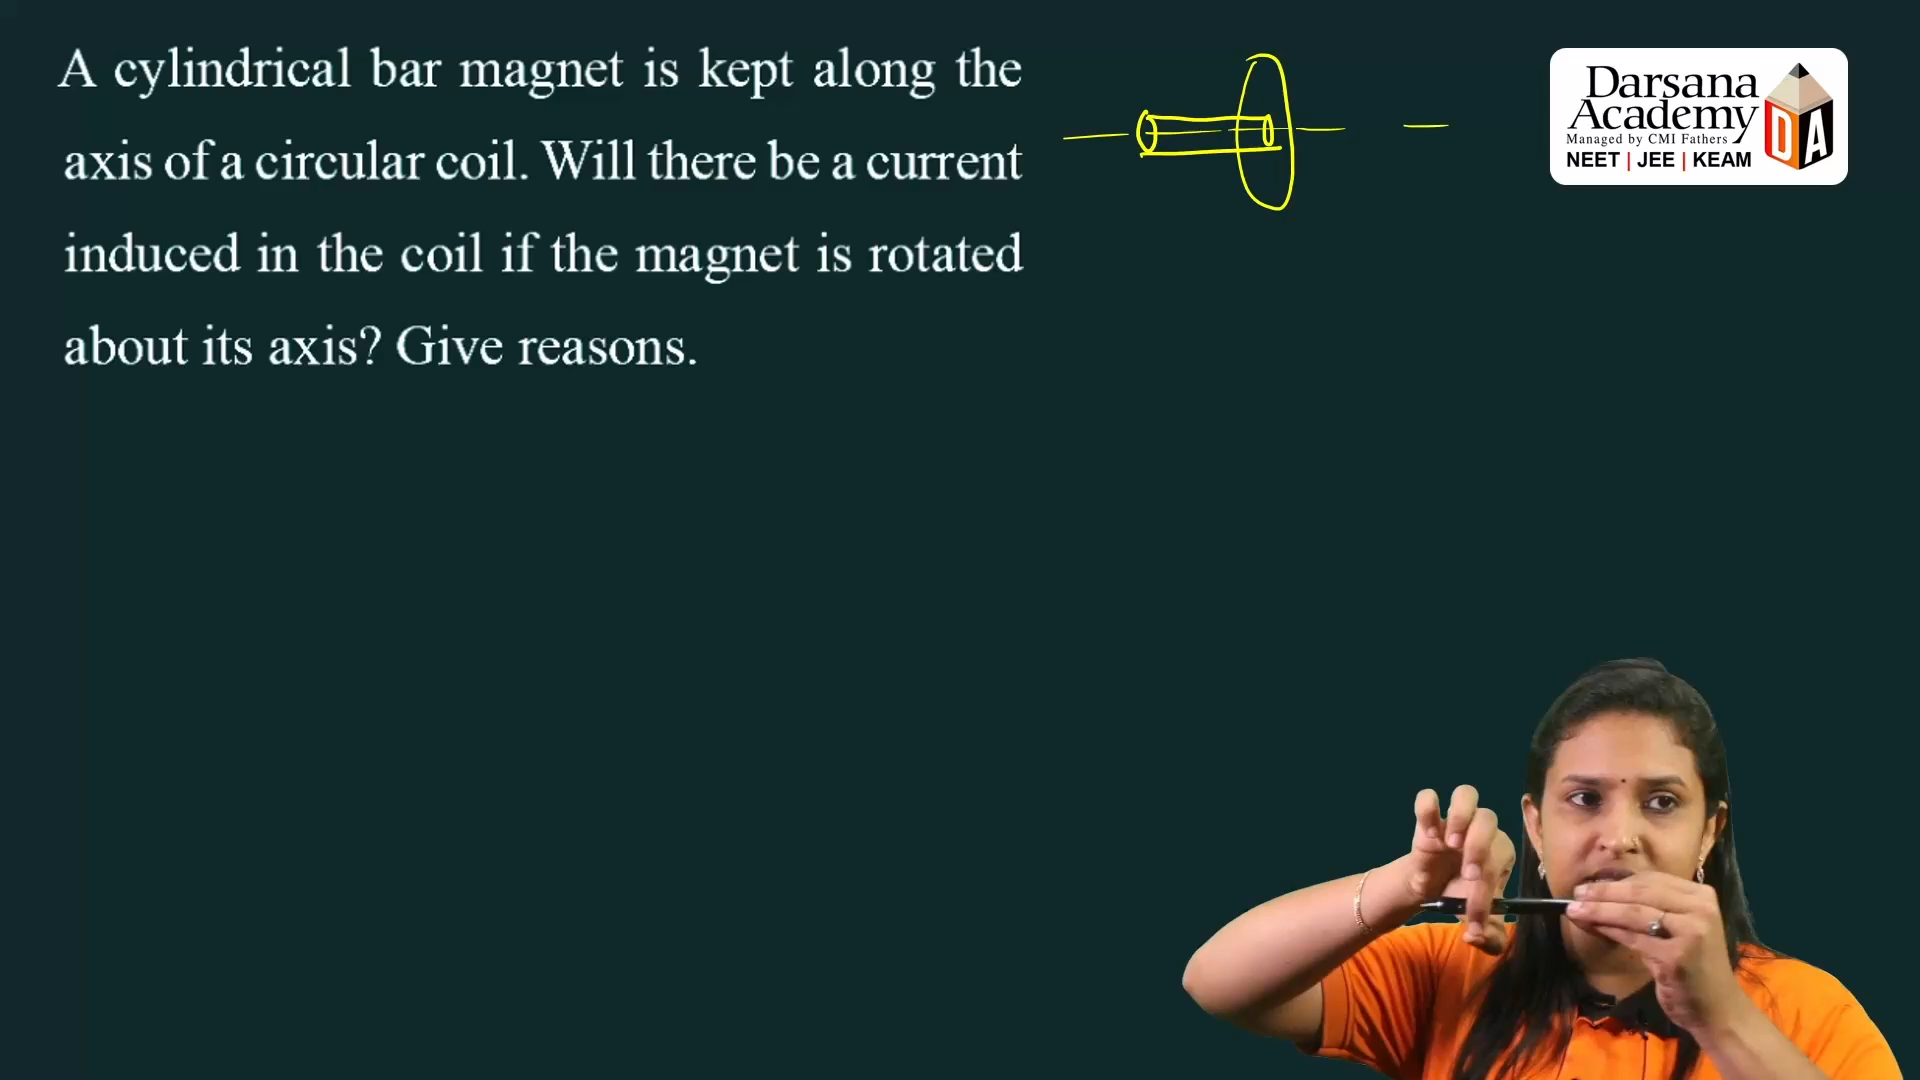 A cylindrical bar magnet is kept along the
axis of a circular coil. Will there be a current
induced in the coil if the magnet is rotated
about its axis? Give reasons.
Darsana
Academy
Managed by CMI Fathers
NEET | JEE | KEAM
DA